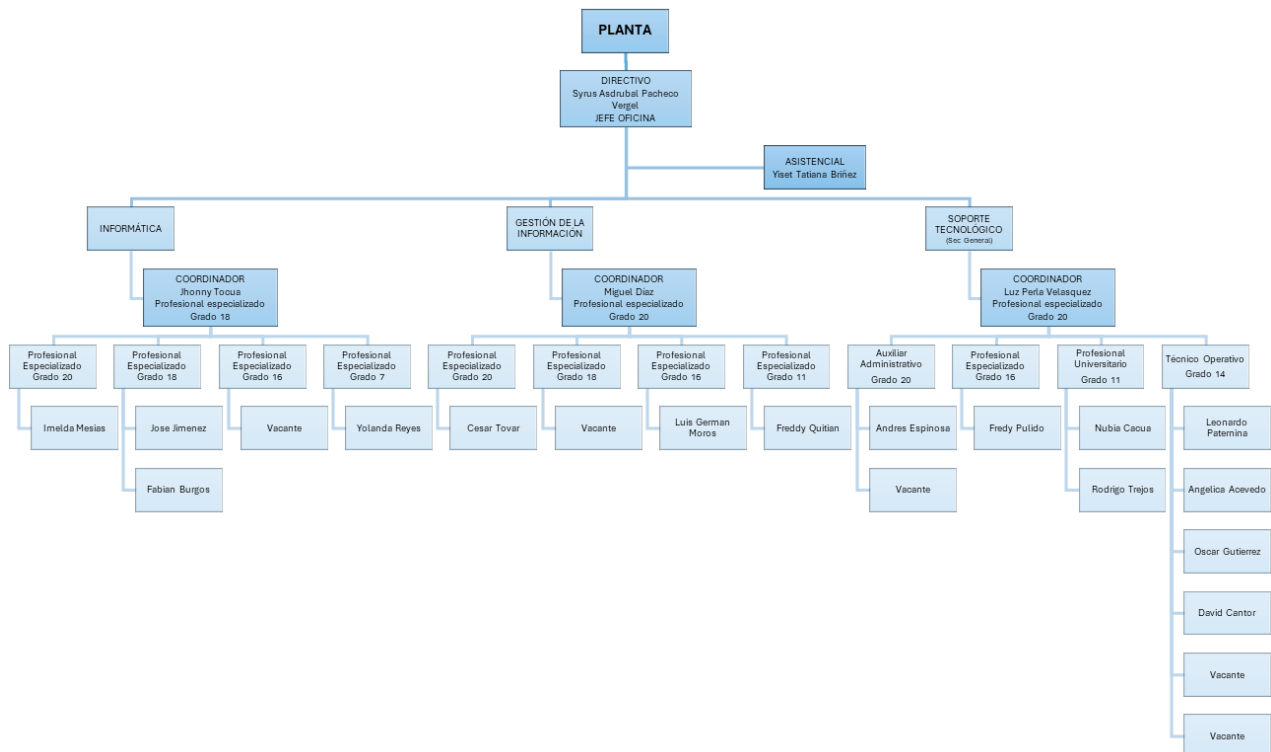 PLANTA
DIRECTIVO
Syrus Asdrubal Pacheco
Vergel
JEFE OFICINA
ASISTENCIAL
Yiset Tatiana Briñez
INFORMÁTICA
GESTIÓN DE LA
INFORMACIÓN
SOPORTE
TECNOLÓGICO
(Sec General)
COORDINADOR
Jhonny Tocua
Profesional especializado
Grado 18
COORDINADOR
Miguel Diaz
Profesional especializado
Grado 20
COORDINADOR
Luz Perla Velasquez
Profesional especializado
Grado 20
Profesional
Especializado
Grado 20
Profesional
Especializado
Grado 18
Profesional
Especializado
Grado 16
Profesional
Especializado
Grado 7
Profesional
Especializado
Grado 20
Profesional
Especializado
Grado 18
Profesional
Especializado
Grado 16
Profesional
Especializado
Grado 11
Auxiliar
Administrativo
Grado 20
Profesional
Especializado
Grado 16
Profesional
Universitario
Grado 11
Técnico Operativo
Grado 14
Imelda Mesias
Jose Jimenez
Vacante
Yolanda Reyes
Cesar Tovar
Vacante
Luis German
Moros
Freddy Quitian
Andres Espinosa
Fredy Pulido
Nubia Cacua
Leonardo
Paternina
Fabian Burgos
Vacante
Rodrigo Trejos
Angelica Acevedo
Oscar Gutierrez
David Cantor
Vacante
Vacante